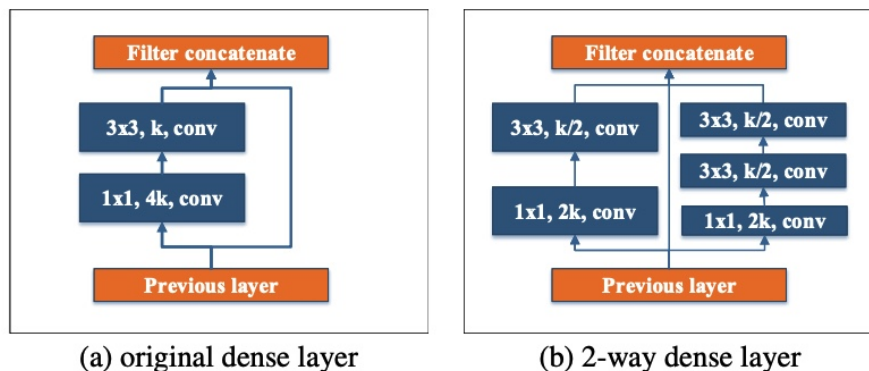 Filter concatenate
3x3, k, conv
1x1, 4k, conv
Previous layer
(a) original dense layer
Filter concatenate
3x3, k/2, conv
1x1, 2k, conv
3x3, k/2, conv
3x3, k/2, conv
1x1, 2k, conv
Previous layer
(b) 2-way dense layer